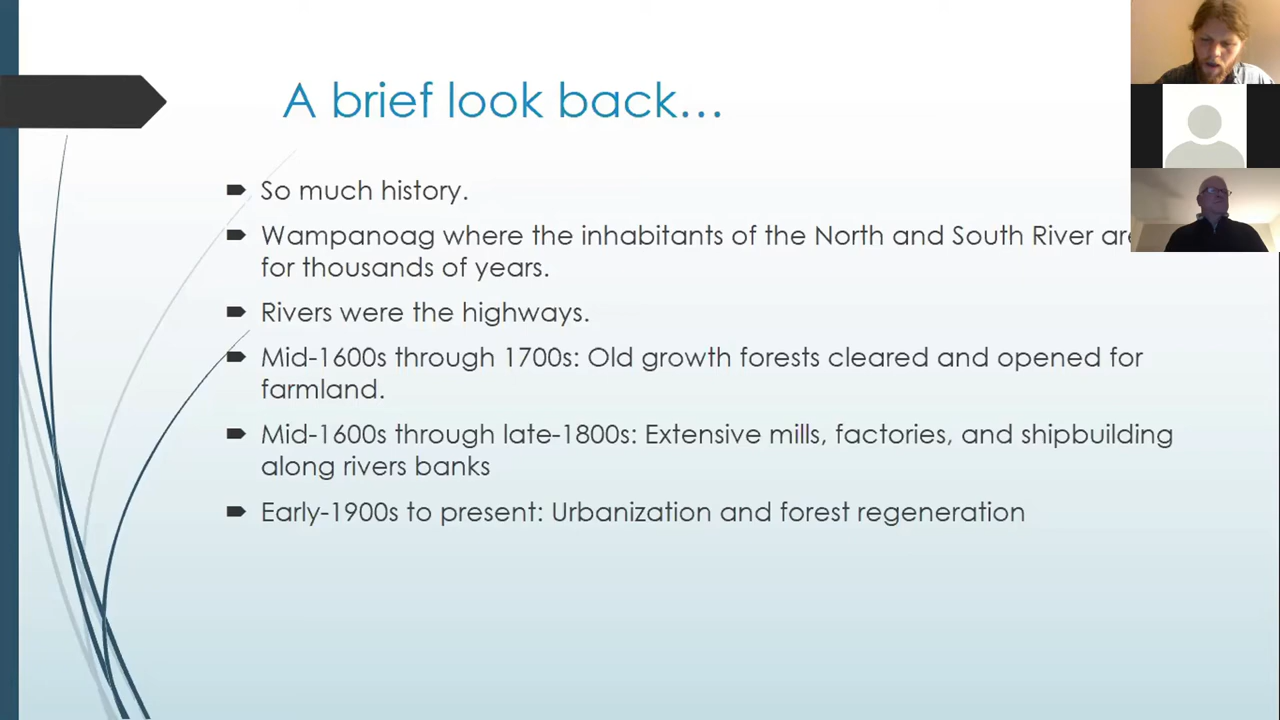 A brief look back…
So much history.
Wampanoag where the inhabitants of the North and South River
for thousands of years.
Rivers were the highways.
Mid-1600s through 1700s: Old growth forests cleared and opened for
farmland.
Mid-1600s through late-1800s: Extensive mills, factories, and shipbuilding
along rivers banks
Early-1900s to present: Urbanization and forest regeneration